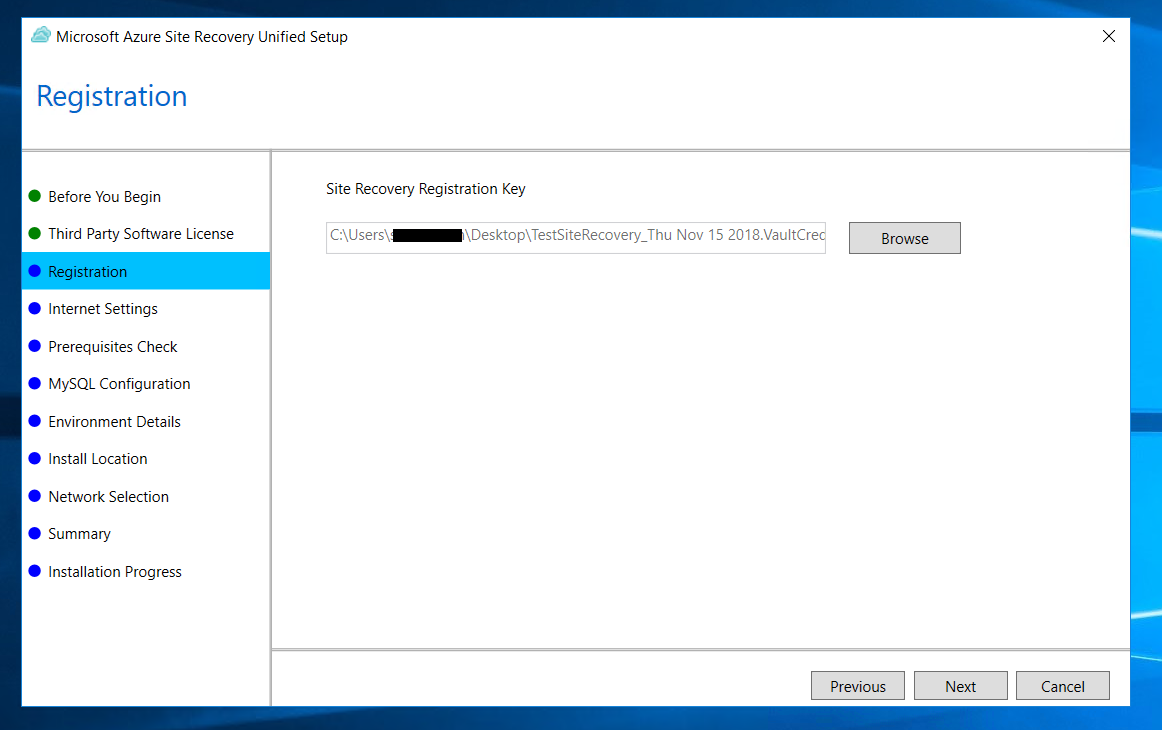 Microsoft Azure Site Recovery Unified Setup
Registration
Before You Begin
Third Party Software License
Registration
Internet Settings
Prerequisites Check
MySQL Configuration
Environment Details
Install Location
Network Selection
Summary
Installation Progress
Site Recovery Registration Key
C:\Users\ \Desktop\TestSiteRecovery_Thu Nov 15 2018.VaultCred
Browse
Previous
Next
Cancel